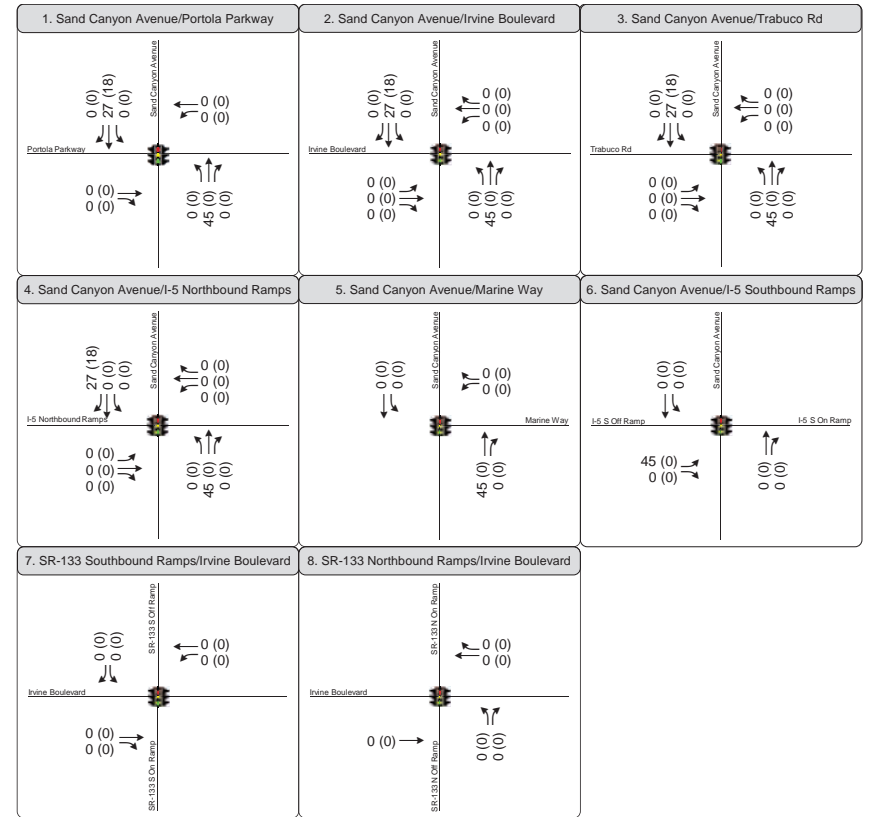 1. Sand Canyon Avenue/Portola Parkway
0 (0)
27 (18)
0 (0)
Sand Canyon Avenue
0 (0)
0 (0)
Portola Parkway
0 (0)
0 (0)
0 (0)
45 (0)
0 (0)
2. Sand Canyon Avenue/Irvine Boulevard
0 (0)
27 (18)
0 (0)
Sand Canyon Avenue
0 (0)
0 (0)
0 (0)
Irvine Boulevard
0 (0)
0 (0)
0 (0)
0 (0)
45 (0)
0 (0)
3. Sand Canyon Avenue/Trabuco Rd
0 (0)
27 (18)
0 (0)
Sand Canyon Avenue
0 (0)
0 (0)
0 (0)
Trabuco Rd
0 (0)
0 (0)
0 (0)
0 (0)
45 (0)
0 (0)
4. Sand Canyon Avenue/I-5 Northbound Ramps
27 (18)
0 (0)
0 (0)
Sand Canyon Avenue
0 (0)
0 (0)
0 (0)
I-5 Northbound Ramps
0 (0)
0 (0)
0 (0)
0 (0)
45 (0)
0 (0)
5. Sand Canyon Avenue/Marine Way
0 (0)
0 (0)
Sand Canyon Avenue
0 (0)
0 (0)
Marine Way
45 (0)
0 (0)
6. Sand Canyon Avenue/I-5 Southbound Ramps
0 (0)
0 (0)
Sand Canyon Avenue
I-5 S Off Ramp
I-5 S On Ramp
45 (0)
0 (0)
0 (0)
0 (0)
7. SR-133 Southbound Ramps/Irvine Boulevard
0 (0)
0 (0)
SR-133 S Off Ramp
0 (0)
0 (0)
Irvine Boulevard
0 (0)
0 (0)
SR-133 S On Ramp
8. SR-133 Northbound Ramps/Irvine Boulevard
SR-133 N On Ramp
0 (0)
0 (0)
Irvine Boulevard
0 (0)
SR-133 N Off Ramp
0 (0)
0 (0)